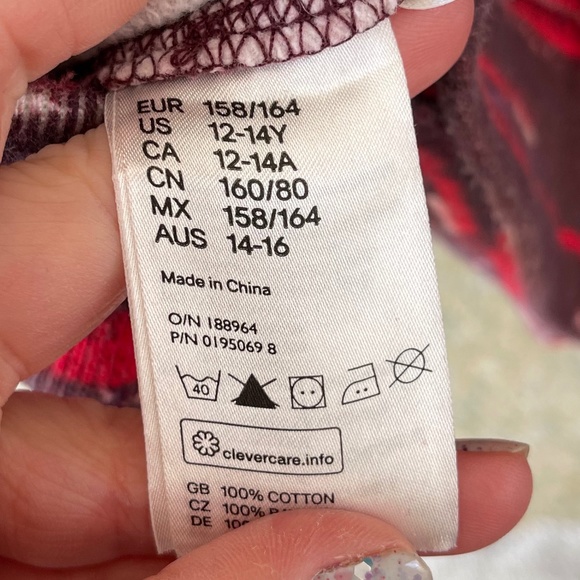 EUR 158/164
US 12-14Y
CA 12-14A
CN 160/80
MX 158/164
AUS 14-16
Made in China
O/N 188964
P/N 0195069 8
40
clevercare.info
GB 100% COTTON
CZ 100%
DE